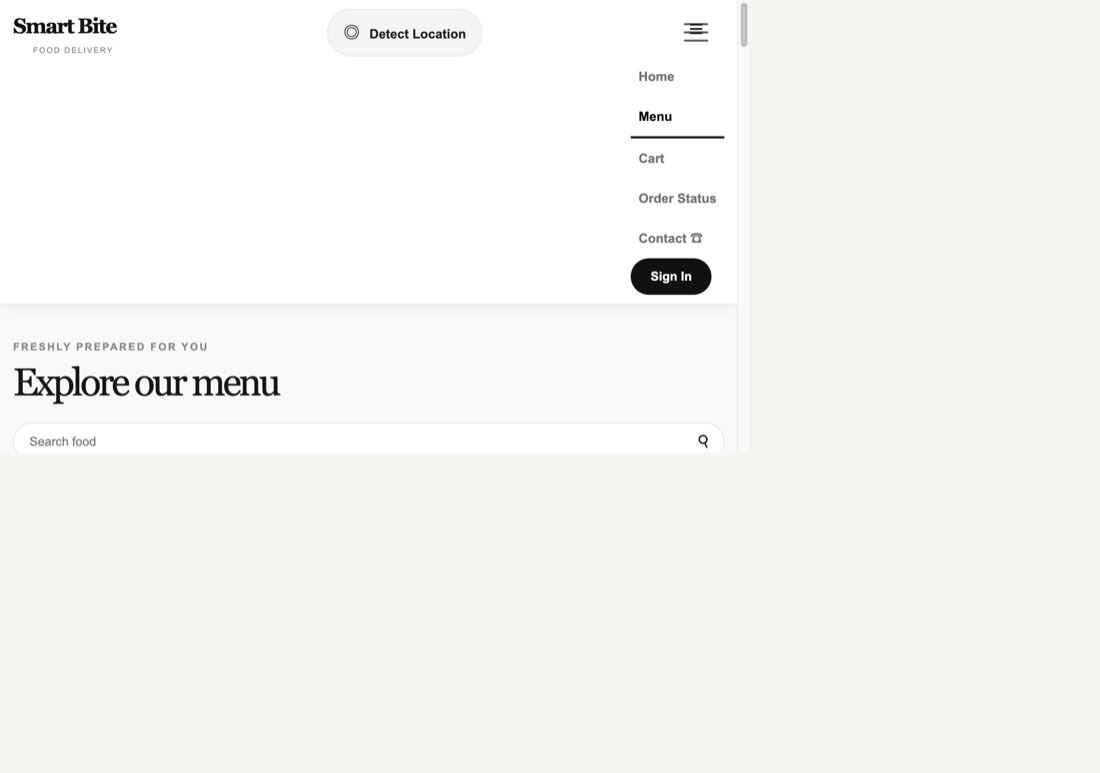 Smart Bite
FOOD DELIVERY
Detect Location
Home
Menu
Cart
Order Status
Contact ☎
Sign In
FRESHLY PREPARED FOR YOU
Explore our menu
Search food